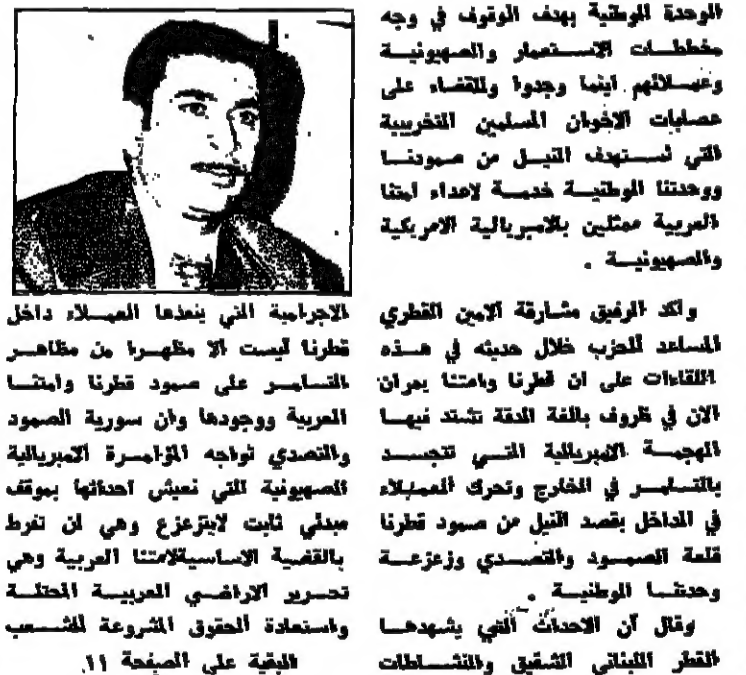 الوحدة الوطنية بهدف الوقوف في وجه
مخططات الاستعمار والصهيونية
وعملائهم اينما وجدوا والقضاء على
عصابات الاخوان المسلمين التخريبية
التي تستهدف النيل من صمودنا
ووحدتنا الوطنية خدمة لاعداء امتنا
العربية ممثلين بالامبريالية الامريكية
والصهيونية .
واكد الرفيق مشارقة الامين القطري
المساعد للحزب خلال حديثه في هذه
اللقاءات على ان قطرنا وامتنا يمران
الان في ظروف بالغة الدقة تشتد فيها
الهجمة الامبريالية التي تتجسد
بالتامر في الخارج وتحرك العملاء
في الداخل بقصد النيل من صمود قطرنا
قلعة الصمود والتصدي وزعزعة
وحدتنا الوطنية .
وقال ان الاحداث التي يشهدها
القطر اللبناني الشقيق والنشاطات
الاجرامية التي ينفذها العملاء داخل
قطرنا ليست الا مظهرا من مظاهر
التامر على صمود قطرنا وامتنا
العربية ووجودها وان سورية الصمود
والتصدي تواجه المؤامرة الامبريالية
الصهيونية التي نعيش احداثها بموقف
مبدئي ثابت لايتزعزع وهي لن تفرط
بالقضية الاساسيةلامتنا العربية وهي
تحرير الاراضي العربية المحتلة
واستعادة الحقوق المشروعة للشعب
البقية على الصفحة ١١